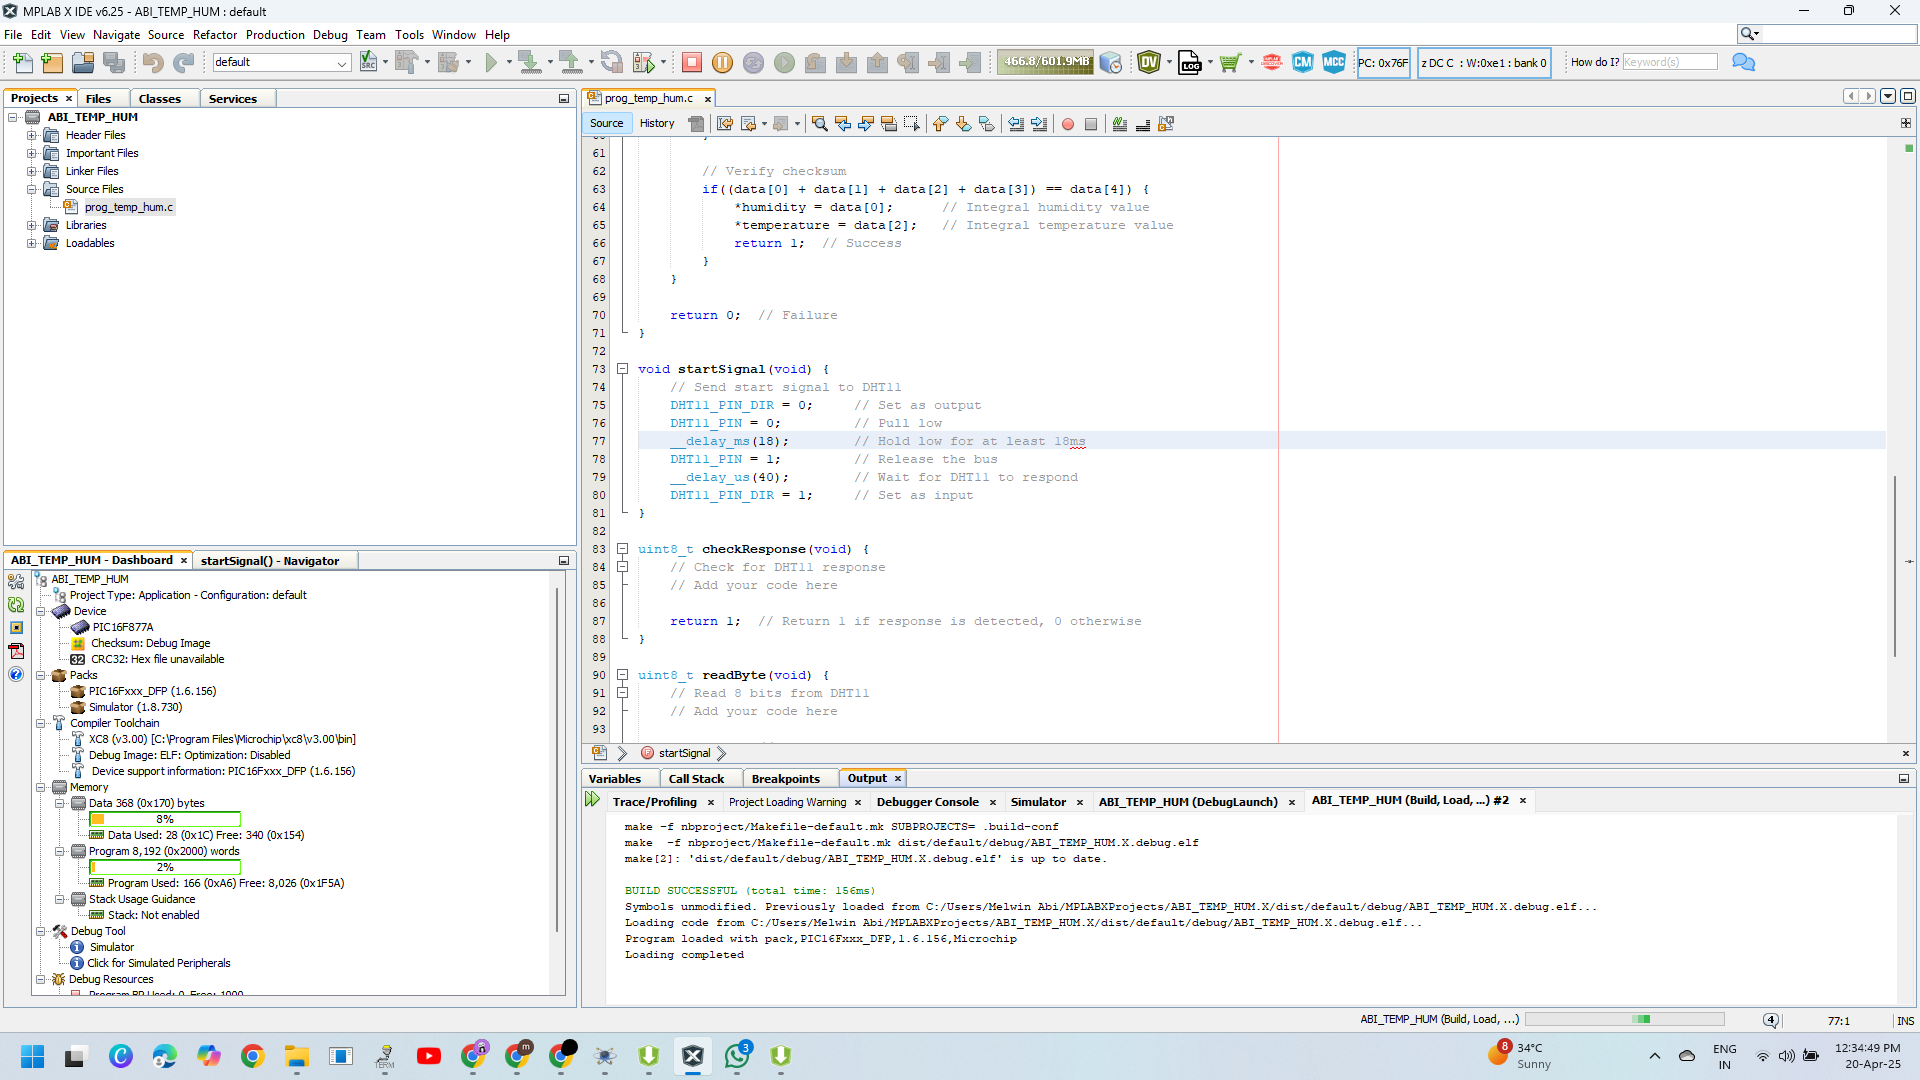 MPLAB X IDE v6.25 - ABI_TEMP_HUM : default
File Edit View Navigate Source Refactor Production Debug Team Tools Window Help
default
466.8/601.9MB
PC: 0x76F
z DC C : W:0xe1 : bank 0
How do I? Keyword(s)
Projects Files Classes Services
ABI_TEMP_HUM
Header Files
Important Files
Linker Files
Source Files
prog_temp_hum.c
Libraries
Loadables
prog_temp_hum.c
Source History
61
62 // Verify checksum
63 if((data[0] + data[1] + data[2] + data[3]) == data[4]) {
64 *humidity = data[0]; // Integral humidity value
65 *temperature = data[2]; // Integral temperature value
66 return 1; // Success
67 }
68 }
69
70 return 0; // Failure
71 }
72
73 void startSignal(void) {
74 // Send start signal to DHT11
75 DHT11_PIN_DIR = 0; // Set as output
76 DHT11_PIN = 0; // Pull low
77 __delay_ms(18); // Hold low for at least 18ms
78 DHT11_PIN = 1; // Release the bus
79 __delay_us(40); // Wait for DHT11 to respond
80 DHT11_PIN_DIR = 1; // Set as input
81 }
82
83 uint8_t checkResponse(void) {
84 // Check for DHT11 response
85 // Add your code here
86
87 return 1; // Return 1 if response is detected, 0 otherwise
88 }
89
90 uint8_t readByte(void) {
91 // Read 8 bits from DHT11
92 // Add your code here
93
startSignal
ABI_TEMP_HUM - Dashboard startSignal() - Navigator
ABI_TEMP_HUM
Project Type: Application - Configuration: default
Device
PIC16F877A
Checksum: Debug Image
32 CRC32: Hex file unavailable
Packs
PIC16Fxxx_DFP (1.6.156)
Simulator (1.8.730)
Compiler Toolchain
XC8 (v3.00) [C:\Program Files\Microchip\xc8\v3.00\bin]
Debug Image: ELF: Optimization: Disabled
Device support information: PIC16Fxxx_DFP (1.6.156)
Memory
Data 368 (0x170) bytes
8%
Data Used: 28 (0x1C) Free: 340 (0x154)
Program 8,192 (0x2000) words
2%
Program Used: 166 (0xA6) Free: 8,026 (0x1F5A)
Stack Usage Guidance
Stack: Not enabled
Debug Tool
Simulator
Click for Simulated Peripherals
Debug Resources
Program BP Used: 0 Free: 1000
Variables Call Stack Breakpoints Output
Trace/Profiling Project Loading Warning Debugger Console Simulator ABI_TEMP_HUM (DebugLaunch) ABI_TEMP_HUM (Build, Load, ...) #2
make -f nbproject/Makefile-default.mk SUBPROJECTS= .build-conf
make -f nbproject/Makefile-default.mk dist/default/debug/ABI_TEMP_HUM.X.debug.elf
make[2]: 'dist/default/debug/ABI_TEMP_HUM.X.debug.elf' is up to date.
BUILD SUCCESSFUL (total time: 156ms)
Symbols unmodified. Previously loaded from C:/Users/Melwin Abi/MPLABXProjects/ABI_TEMP_HUM.X/dist/default/debug/ABI_TEMP_HUM.X.debug.elf...
Loading code from C:/Users/Melwin Abi/MPLABXProjects/ABI_TEMP_HUM.X/dist/default/debug/ABI_TEMP_HUM.X.debug.elf...
Program loaded with pack,PIC16Fxxx_DFP,1.6.156,Microchip
Loading completed
ABI_TEMP_HUM (Build, Load, ...) 4 77:1 INS
TERM
3
8 34°C
Sunny
ENG
IN
12:34:49 PM
20-Apr-25